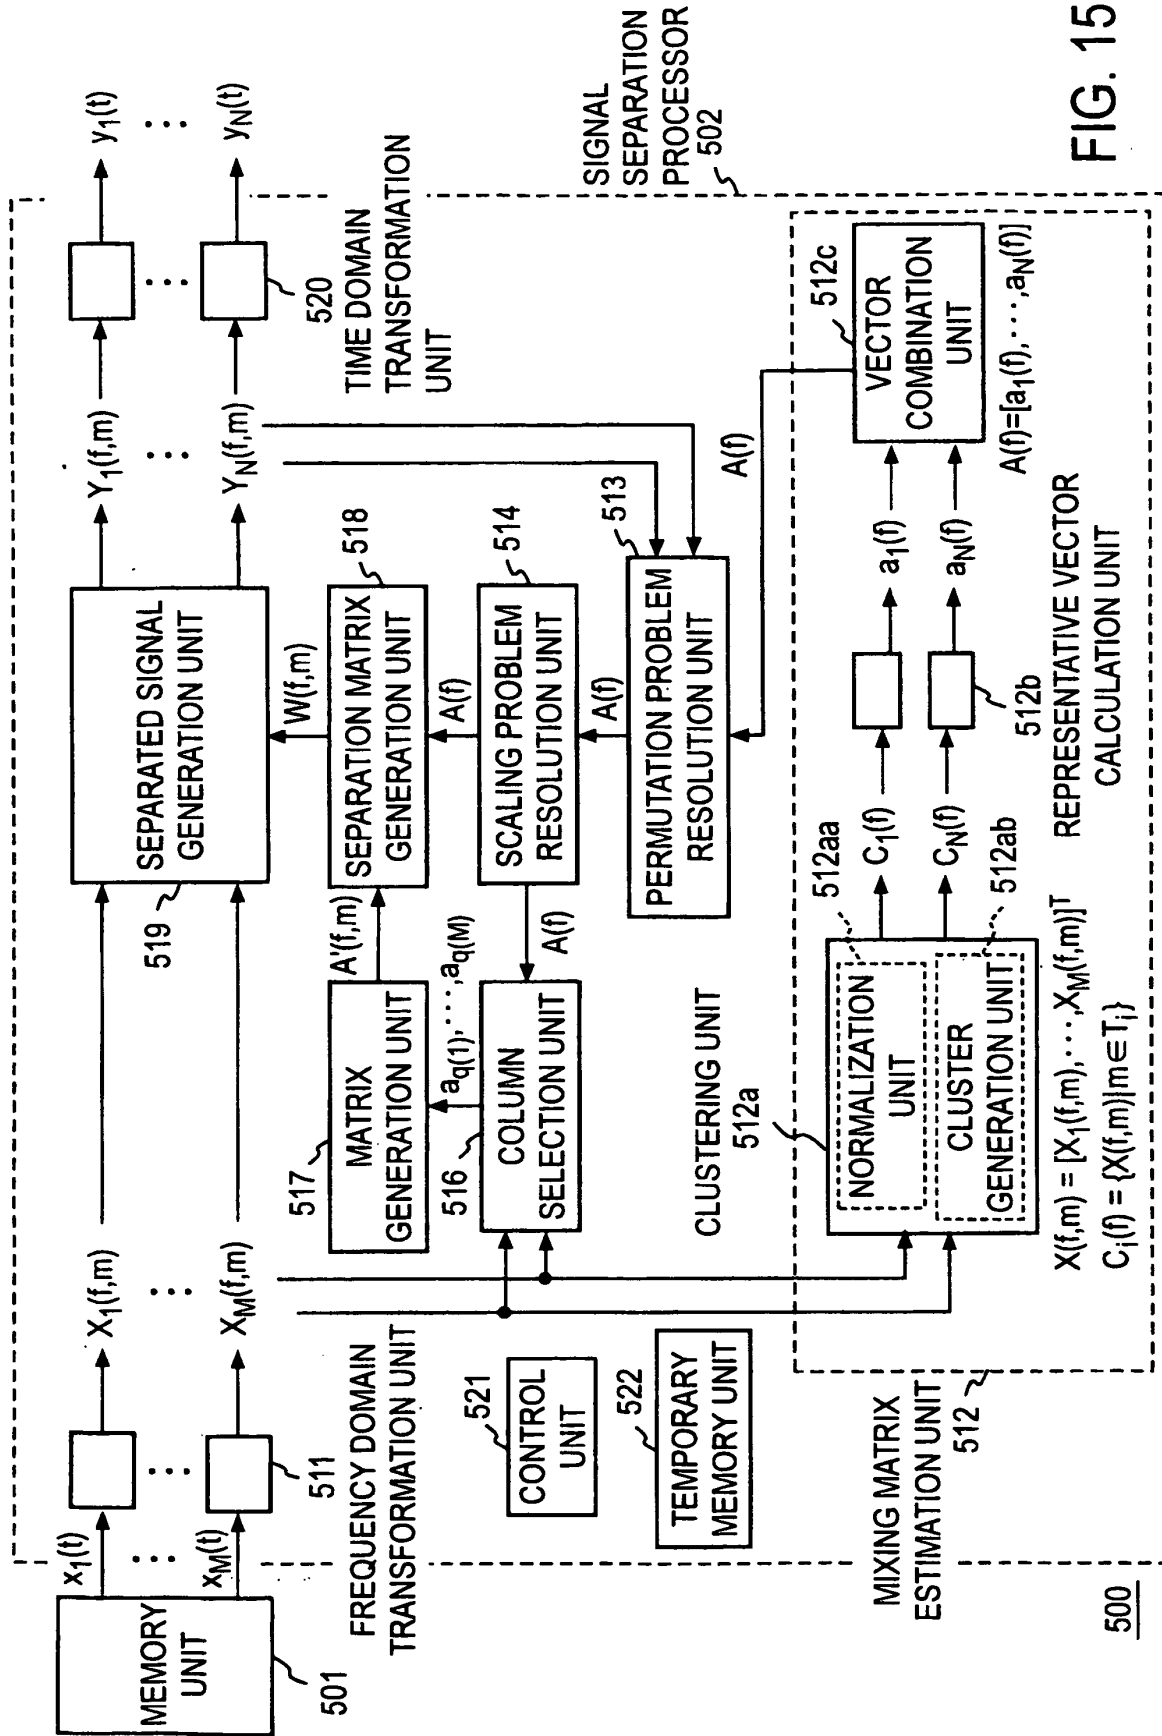 MEMORY
UNIT
501
x1(t)
...
xM(t)
511
FREQUENCY DOMAIN
TRANSFORMATION UNIT
X1(f,m)
...
XM(f,m)
519
SEPARATED SIGNAL
GENERATION UNIT
Y1(f,m)
...
YN(f,m)
520
TIME DOMAIN
TRANSFORMATION
UNIT
y1(t)
...
yN(t)
W(f,m)
517
MATRIX
GENERATION UNIT
A'(f,m)
SEPARATION MATRIX
GENERATION UNIT
518
aq(1),···,aq(M)
A(f)
516
COLUMN
SELECTION UNIT
A(f)
SCALING PROBLEM
RESOLUTION UNIT
514
A(f)
PERMUTATION PROBLEM
RESOLUTION UNIT
513
A(f)
521
CONTROL
UNIT
522
TEMPORARY
MEMORY UNIT
SIGNAL
SEPARATION
PROCESSOR
502
MIXING MATRIX
ESTIMATION UNIT
512
CLUSTERING UNIT
512a
NORMALIZATION
UNIT
512aa
CLUSTER
GENERATION UNIT
512ab
C1(f)
CN(f)
512b
a1(f)
aN(f)
512c
VECTOR
COMBINATION
UNIT
X(f,m) = [X1(f,m),···,XM(f,m)]T
Ci(f) = {X(f,m)|m∈Ti}
REPRESENTATIVE VECTOR
CALCULATION UNIT
A(f)=[a1(f),···,aN(f)]
500
FIG. 15